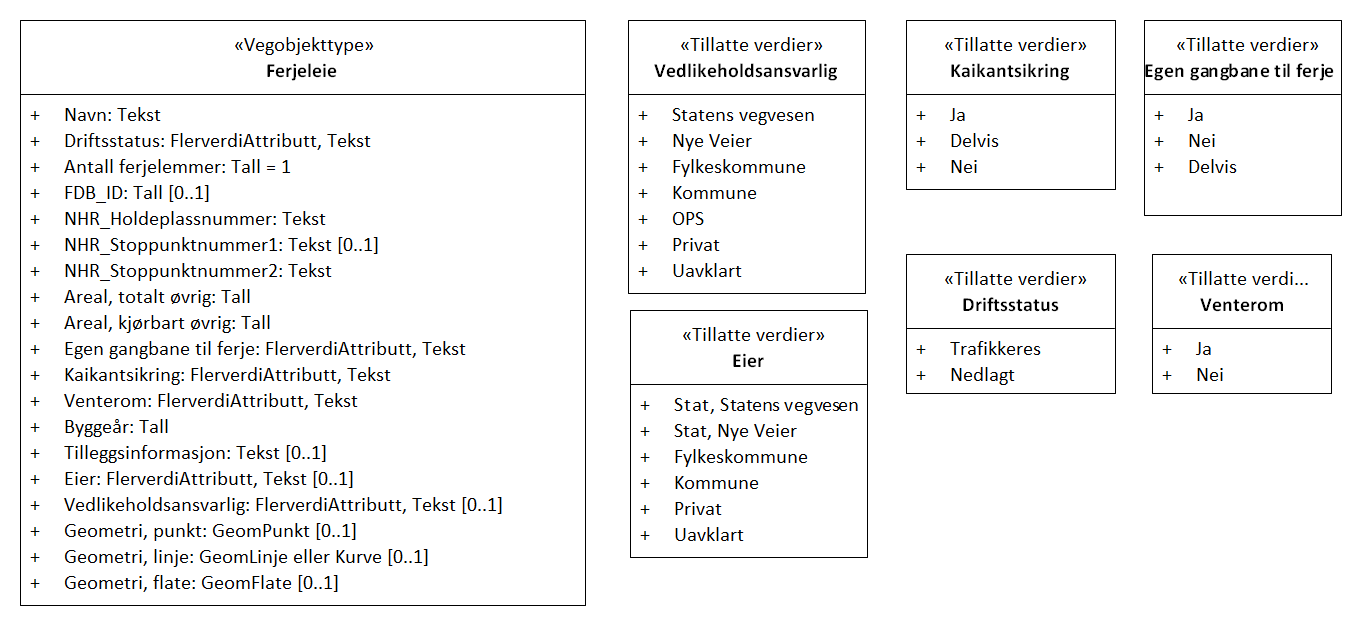 «Vegobjekttype»
Ferjeleie
+ Navn: Tekst
+ Driftsstatus: FlerverdiAttributt, Tekst
+ Antall ferjelemmer: Tall = 1
+ FDB_ID: Tall [0..1]
+ NHR_Holdeplassnummer: Tekst
+ NHR_Stoppunktnummer1: Tekst [0..1]
+ NHR_Stoppunktnummer2: Tekst
+ Areal, totalt øvrig: Tall
+ Areal, kjørbart øvrig: Tall
+ Egen gangbane til ferje: FlerverdiAttributt, Tekst
+ Kaikantsikring: FlerverdiAttributt, Tekst
+ Venterom: FlerverdiAttributt, Tekst
+ Byggeår: Tall
+ Tilleggsinformasjon: Tekst [0..1]
+ Eier: FlerverdiAttributt, Tekst [0..1]
+ Vedlikeholdsansvarlig: FlerverdiAttributt, Tekst [0..1]
+ Geometri, punkt: GeomPunkt [0..1]
+ Geometri, linje: GeomLinje eller Kurve [0..1]
+ Geometri, flate: GeomFlate [0..1]
«Tillatte verdier»
Vedlikeholdsansvarlig
+ Statens vegvesen
+ Nye Veier
+ Fylkeskommune
+ Kommune
+ OPS
+ Privat
+ Uavklart
«Tillatte verdier»
Eier
+ Stat, Statens vegvesen
+ Stat, Nye Veier
+ Fylkeskommune
+ Kommune
+ Privat
+ Uavklart
«Tillatte verdier»
Kaikantsikring
+ Ja
+ Delvis
+ Nei
«Tillatte verdier»
Egen gangbane til ferje
+ Ja
+ Nei
+ Delvis
«Tillatte verdier»
Driftsstatus
+ Trafikkeres
+ Nedlagt
«Tillatte verdi...
Venterom
+ Ja
+ Nei